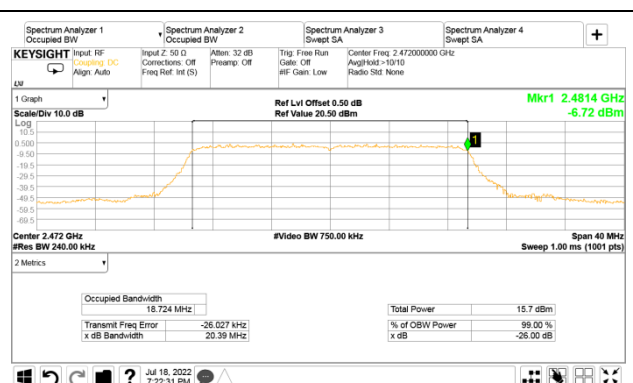 Spectrum Analyzer 1
Occupied BW
Spectrum Analyzer 2
Occupied BW
Spectrum Analyzer 3
Swept SA
Spectrum Analyzer 4
Swept SA
+
KEYSIGHT
Input: RF
Coupling: DC
Align: Auto
Input Z: 50 Ω
Corrections: Off
Freq Ref: Int (S)
Atten: 32 dB
Preamp: Off
Trig: Free Run
Gate: Off
#IF Gain: Low
Center Freq: 2.472000000 GHz
Avg|Hold:>10/10
Radio Std: None
LXI
1 Graph
Scale/Div 10.0 dB
Ref Lvl Offset 0.50 dB
Ref Value 20.50 dBm
Mkr1 2.4814 GHz
-6.72 dBm
Log
10.5
0.500
-9.50
-19.5
-29.5
-39.5
-49.5
-59.5
-69.5
1
Center 2.472 GHz
#Res BW 240.00 kHz
#Video BW 750.00 kHz
Span 40 MHz
Sweep 1.00 ms (1001 pts)
2 Metrics
Occupied Bandwidth
18.724 MHz
Transmit Freq Error -26.027 kHz
x dB Bandwidth 20.39 MHz
Total Power 15.7 dBm
% of OBW Power 99.00 %
x dB -26.00 dB
?
Jul 18, 2022
7:22:31 PM